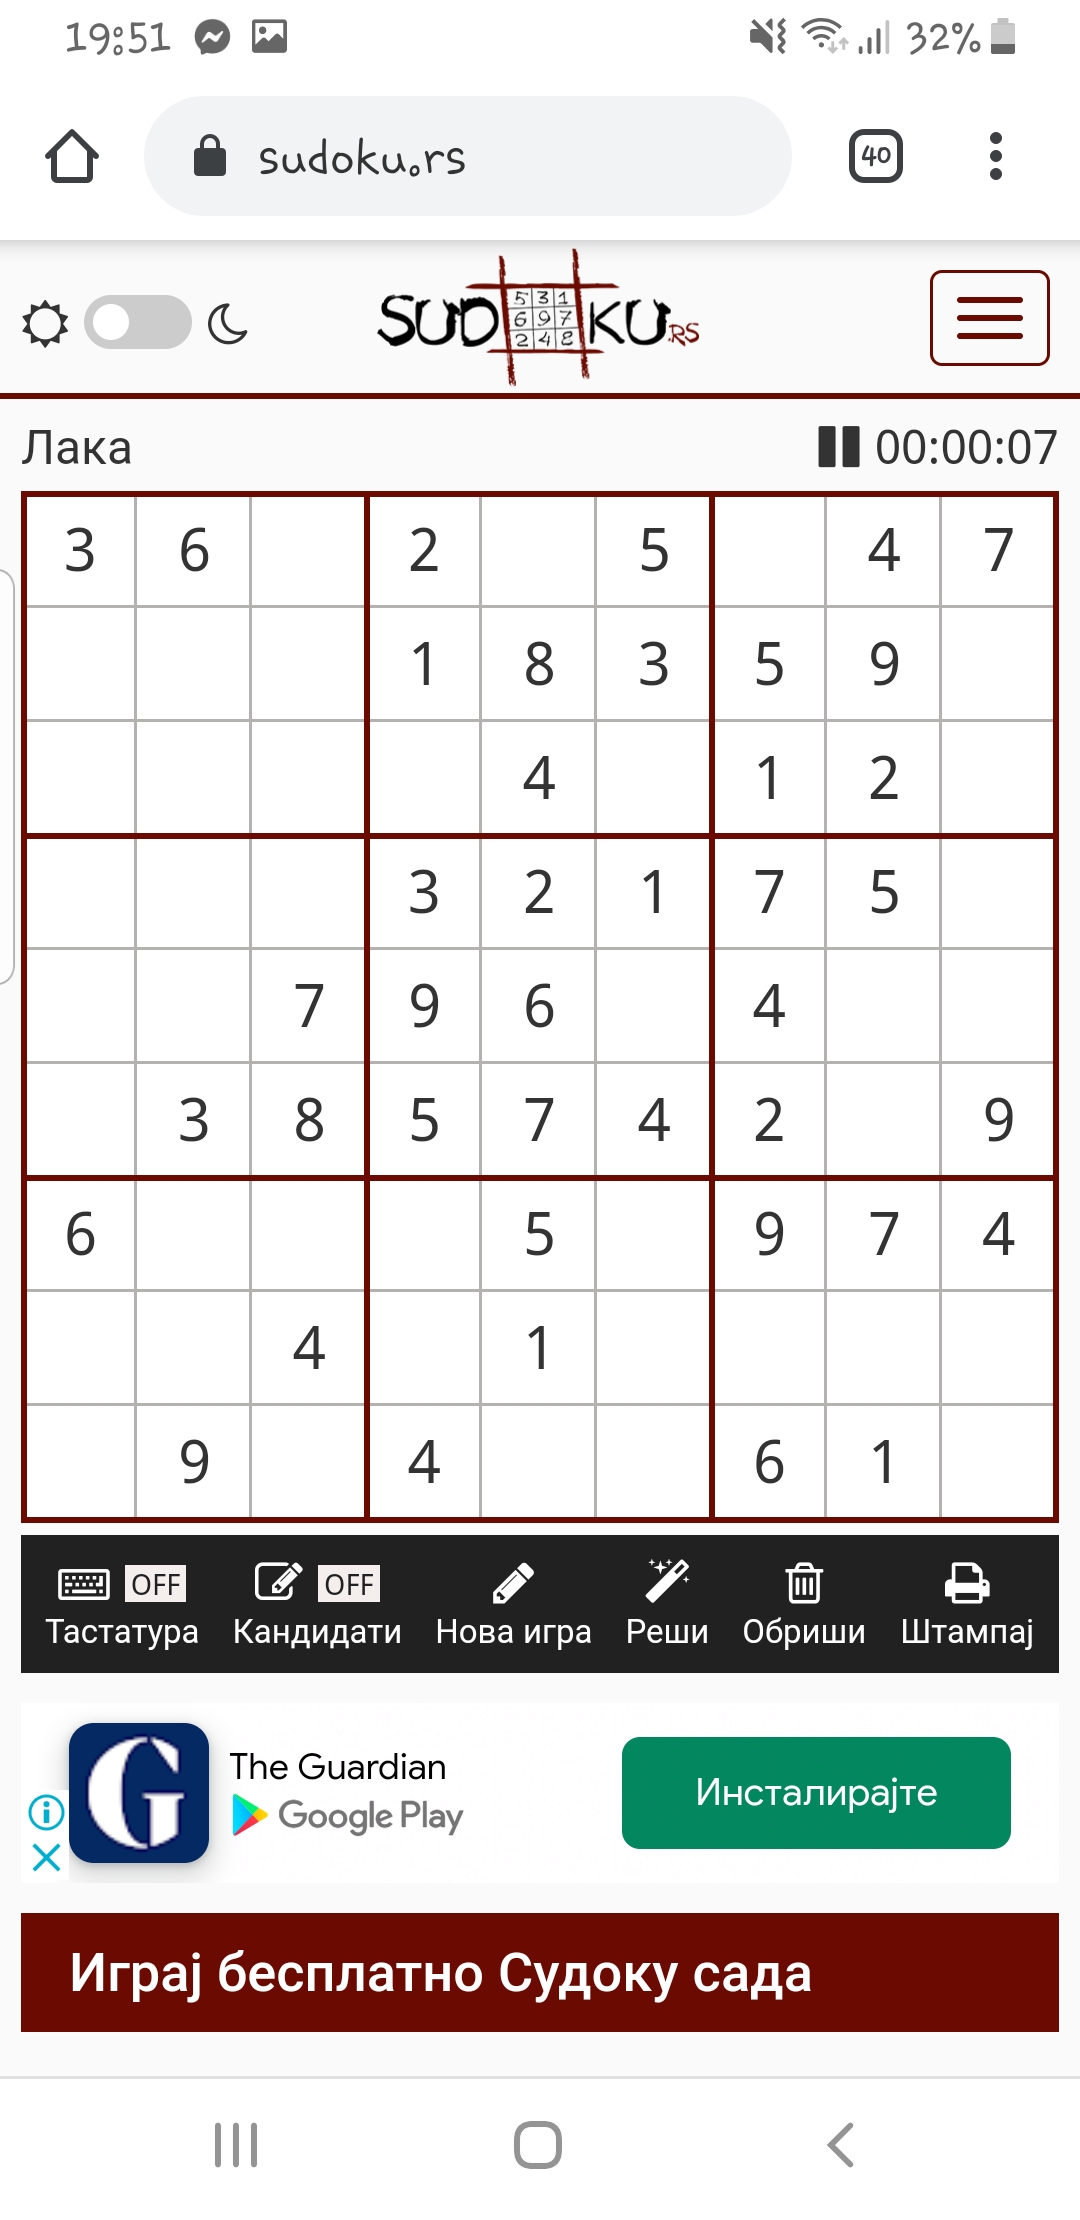 19:51 32%
sudoku.rs 40
SUD 5 3 1 6 9 7 2 4 8 KU.RS
Лака 00:00:07
3 6 2 5 4 7
1 8 3 5 9
4 1 2
3 2 1 7 5
7 9 6 4
3 8 5 7 4 2 9
6 5 9 7 4
4 1
9 4 6 1
OFF OFF
Тастатура Кандидати Нова игра Реши Обриши Штампај
The Guardian
Google Play
Инсталирајте
Играј бесплатно Судоку сада